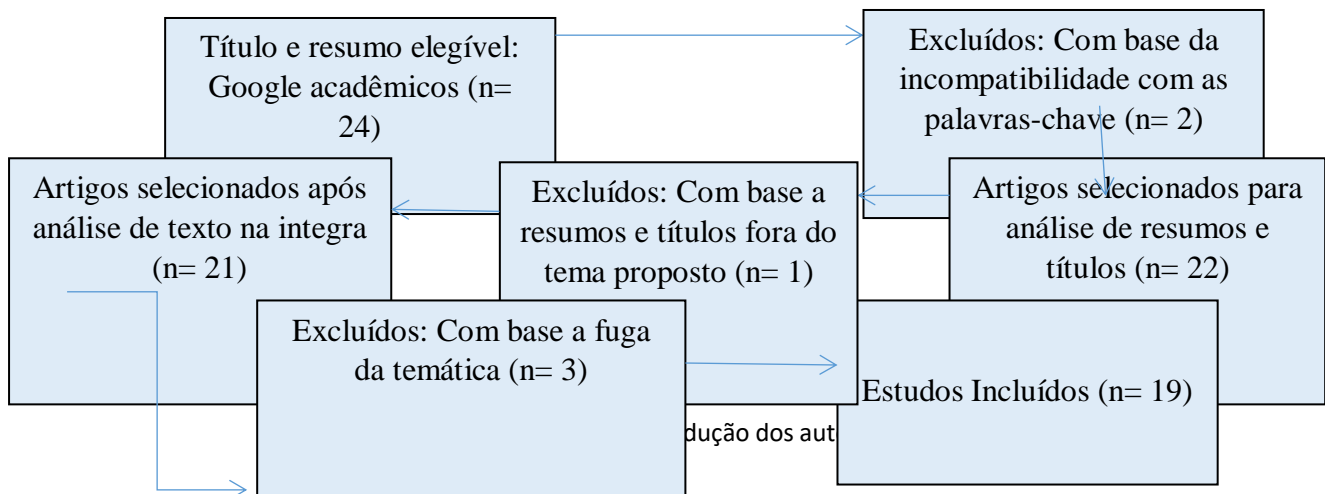 Título e resumo elegível:
Google acadêmicos (n=
24)
Excluídos: Com base da
incompatibilidade com as
palavras-chave (n= 2)
Artigos selecionados para
análise de resumos e
títulos (n= 22)
Excluídos: Com base a
resumos e títulos fora do
tema proposto (n= 1)
Artigos selecionados após
análise de texto na integra
(n= 21)
Excluídos: Com base a fuga
da temática (n= 3)
Estudos Incluídos (n= 19)
dos